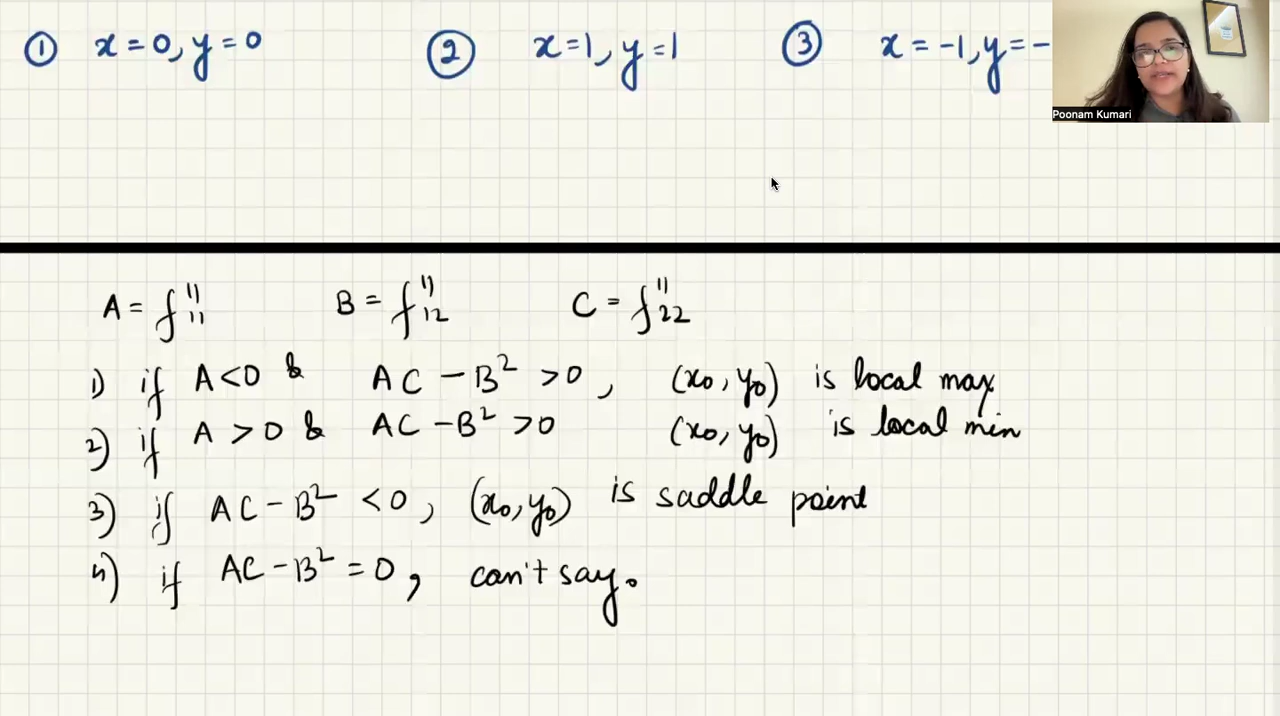 ① x = 0, y = 0 ② x = 1, y = 1 ③ x = -1, y = -
Poonam Kumari
A = f''₁₁ B = f''₁₂ C = f''₂₂
1) if A < 0 & AC - B² > 0, (x₀, y₀) is local max
2) if A > 0 & AC - B² > 0 (x₀, y₀) is local min
3) if AC - B² < 0, (x₀, y₀) is saddle point
4) if AC - B² = 0, can't say.